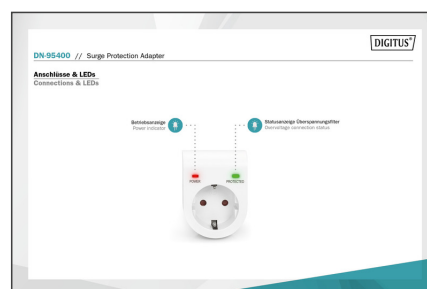 DIGITUS®
DN-95400 // Surge Protection Adapter
Anschlüsse & LEDs
Connections & LEDs
Betriebsanzeige
Power indicator
Statusanzeige Überspannungsfilter
Overvoltage connection status
POWER
PROTECTED